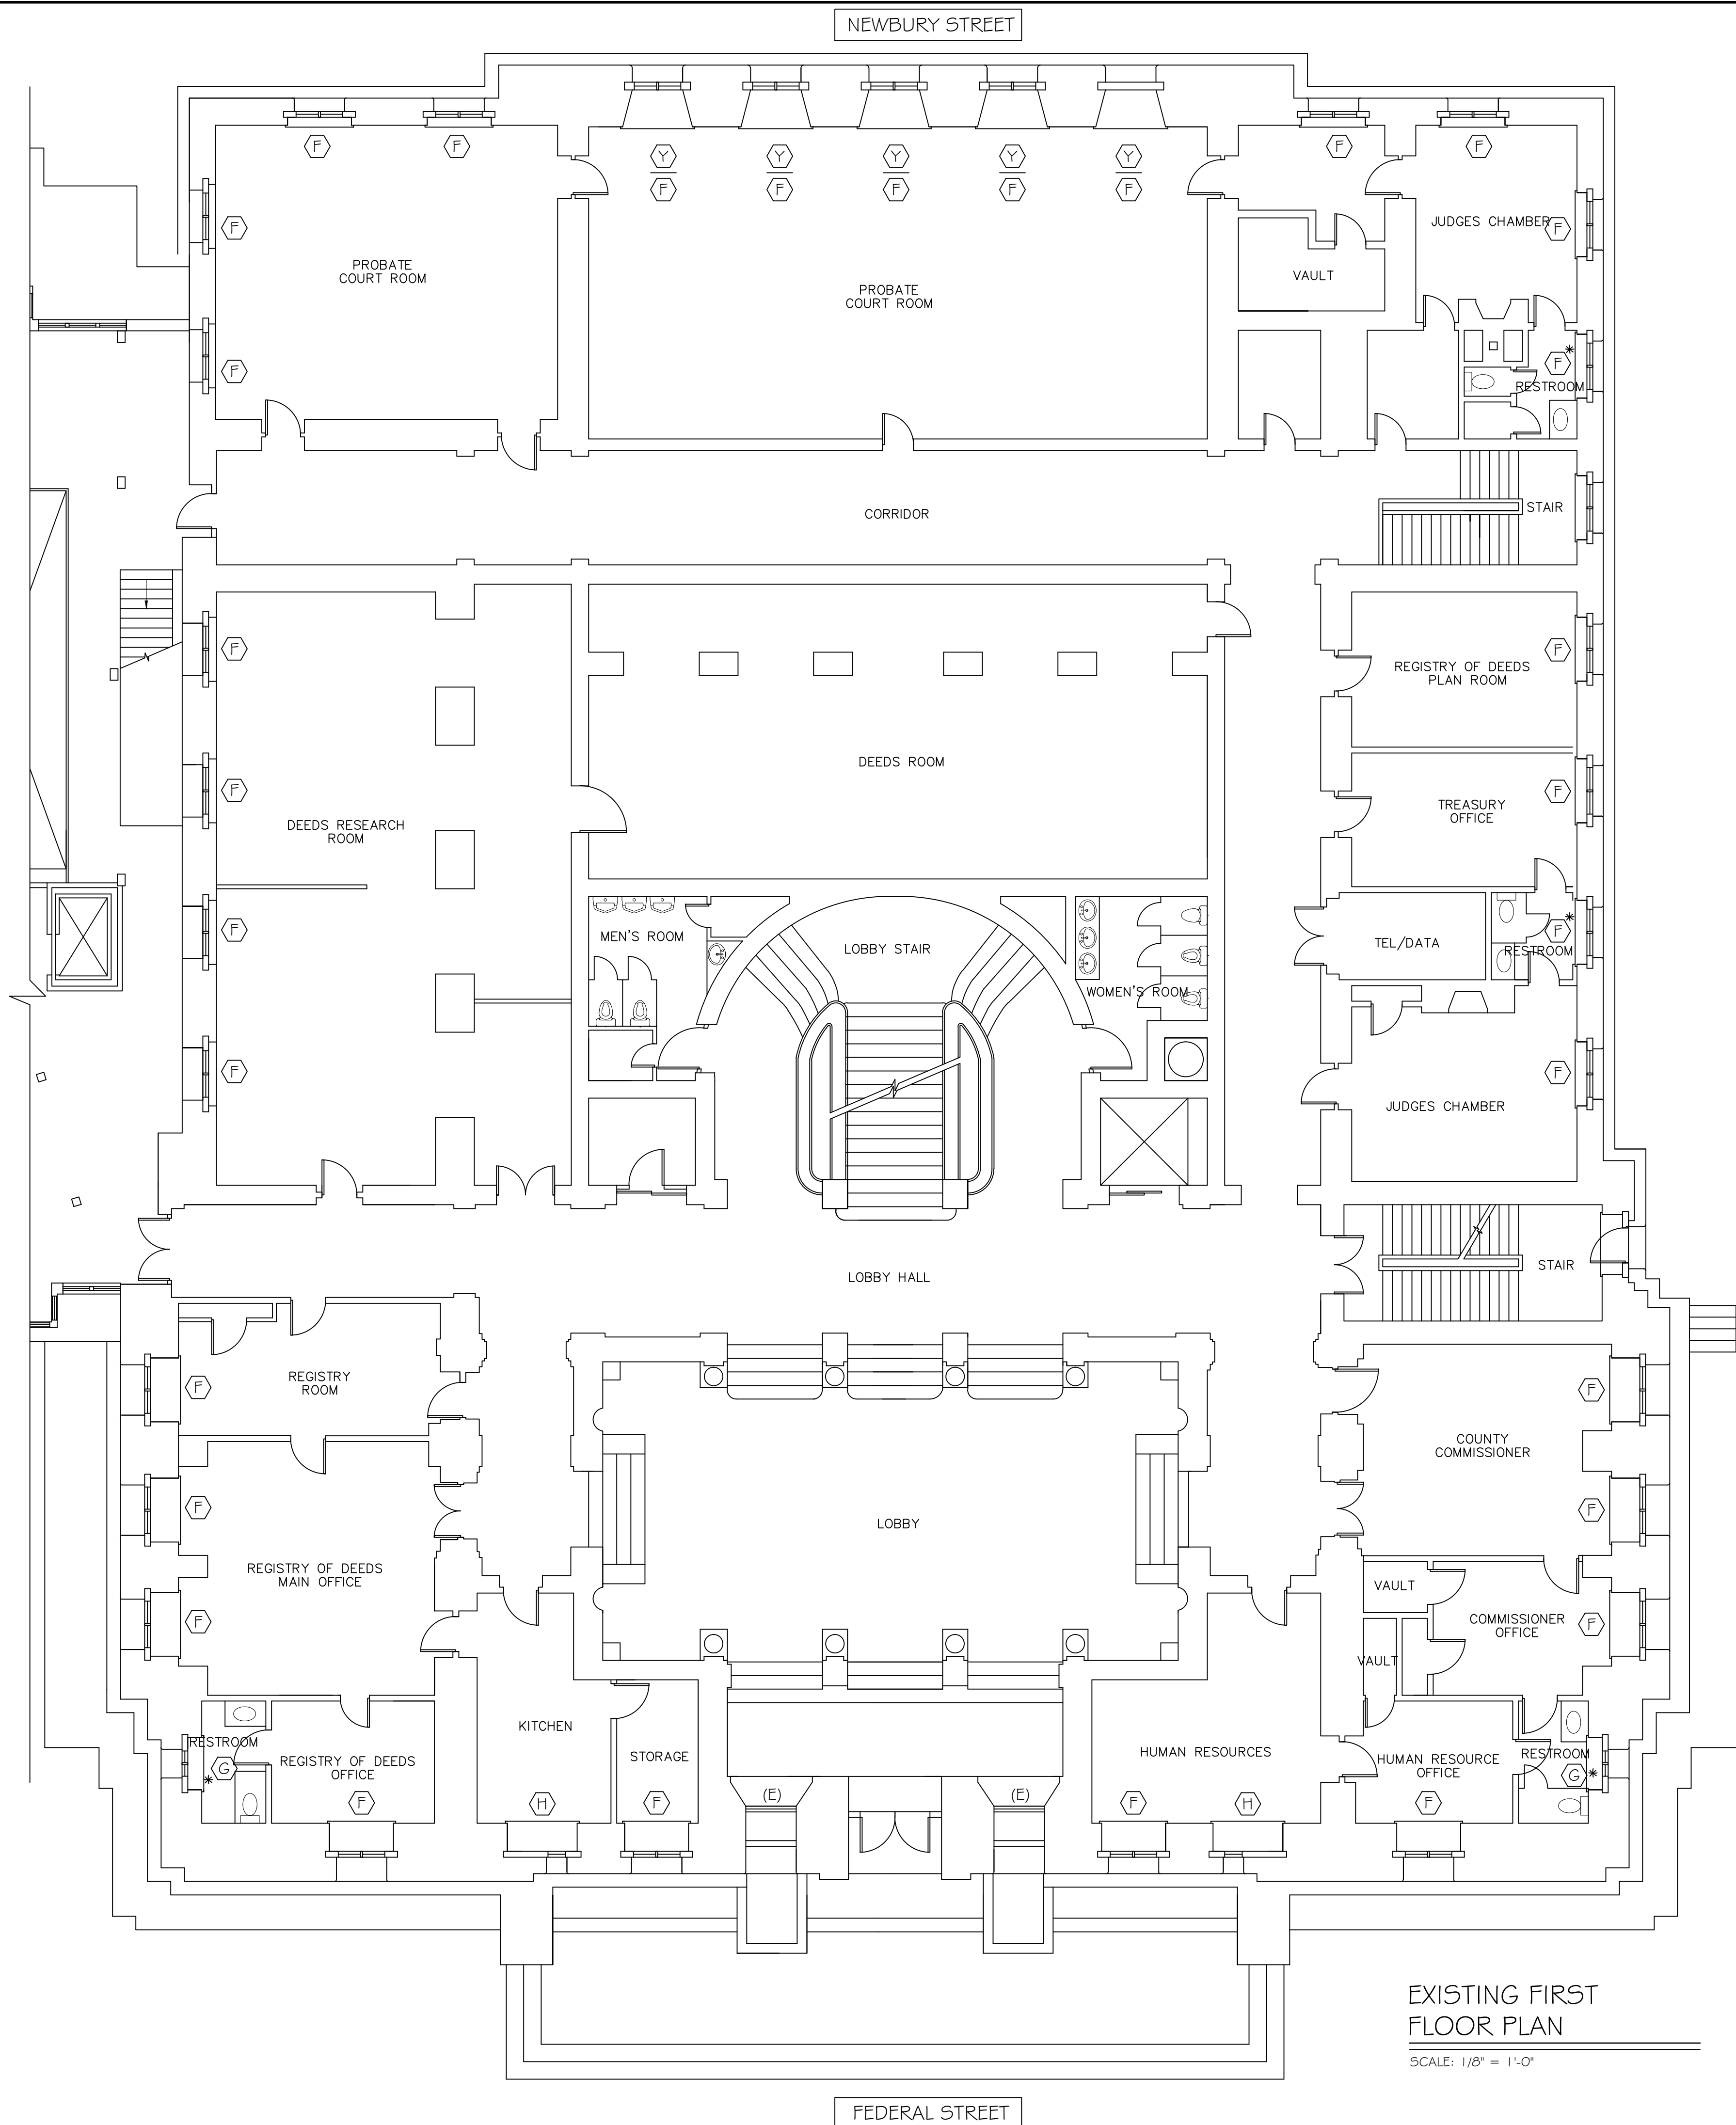 NEWBURY STREET
F
F
F
F
Y
Y
Y
Y
Y
F
F
F
F
F
F
F
PROBATE
COURT ROOM
PROBATE
COURT ROOM
JUDGES CHAMBER
F
VAULT
F
*
RESTROOM
CORRIDOR
STAIR
F
F
REGISTRY OF DEEDS
PLAN ROOM
DEEDS ROOM
F
F
TREASURY
OFFICE
DEEDS RESEARCH
ROOM
F
MEN'S ROOM
LOBBY STAIR
TEL/DATA
*
F
RESTROOM
WOMEN'S ROOM
F
F
JUDGES CHAMBER
LOBBY HALL
STAIR
F
REGISTRY
ROOM
F
COUNTY
COMMISSIONER
F
F
LOBBY
REGISTRY OF DEEDS
MAIN OFFICE
VAULT
F
COMMISSIONER
OFFICE
F
VAULT
KITCHEN
RESTROOM
G
*
REGISTRY OF DEEDS
OFFICE
STORAGE
HUMAN RESOURCES
HUMAN RESOURCE
OFFICE
RESTROOM
G
*
F
H
F
(E)
(E)
F
H
F
EXISTING FIRST
FLOOR PLAN
SCALE: 1/8" = 1'-0"
FEDERAL STREET